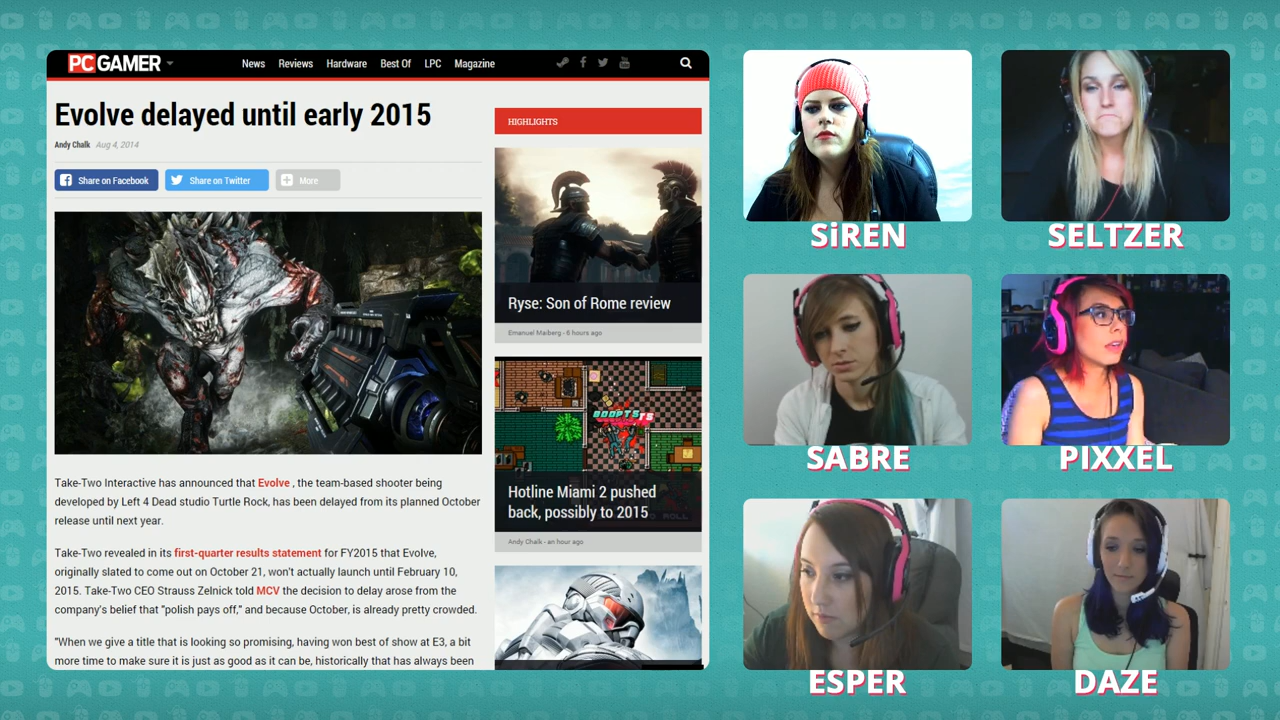 PC GAMER
News Reviews Hardware Best Of LPC Magazine
Evolve delayed until early 2015
Andy Chalk Aug 4, 2014
Share on Facebook
Share on Twitter
More
Take-Two Interactive has announced that Evolve , the team-based shooter being
developed by Left 4 Dead studio Turtle Rock, has been delayed from its planned October
release until next year.
Take-Two revealed in its first-quarter results statement for FY2015 that Evolve,
originally slated to come out on October 21, won't actually launch until February 10,
2015. Take-Two CEO Strauss Zelnick told MCV the decision to delay arose from the
company's belief that "polish pays off," and because October, is already pretty crowded.
"When we give a title that is looking so promising, having won best of show at E3, a bit
more time to make sure it is just as good as it can be, historically that has always been
HIGHLIGHTS
Ryse: Son of Rome review
Emanuel Maiberg - 6 hours ago
Hotline Miami 2 pushed
back, possibly to 2015
Andy Chalk - an hour ago
SiREN
SELTZER
SABRE
PIXXEL
ESPER
DAZE